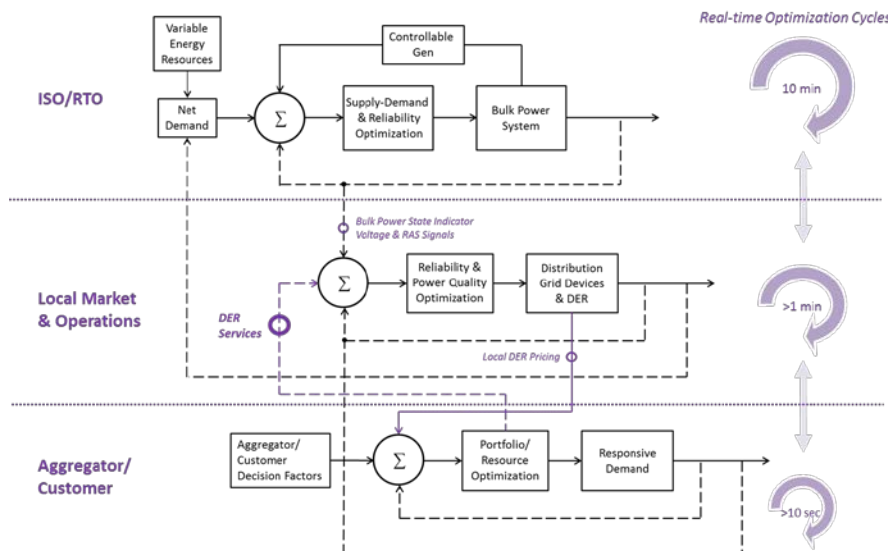 Real-time Optimization Cycles
Variable
Energy
Resources
Controllable
Gen
ISO/RTO
Net
Demand
Σ
Supply-Demand
& Reliability
Optimization
Bulk Power
System
10 min
Bulk Power State Indicator
Voltage & RAS Signals
Local Market
& Operations
DER
Services
Σ
Reliability &
Power Quality
Optimization
Distribution
Grid Devices
& DER
>1 min
Local DER Pricing
Aggregator/
Customer
Aggregator/
Customer
Decision Factors
Σ
Portfolio/
Resource
Optimization
Responsive
Demand
>10 sec